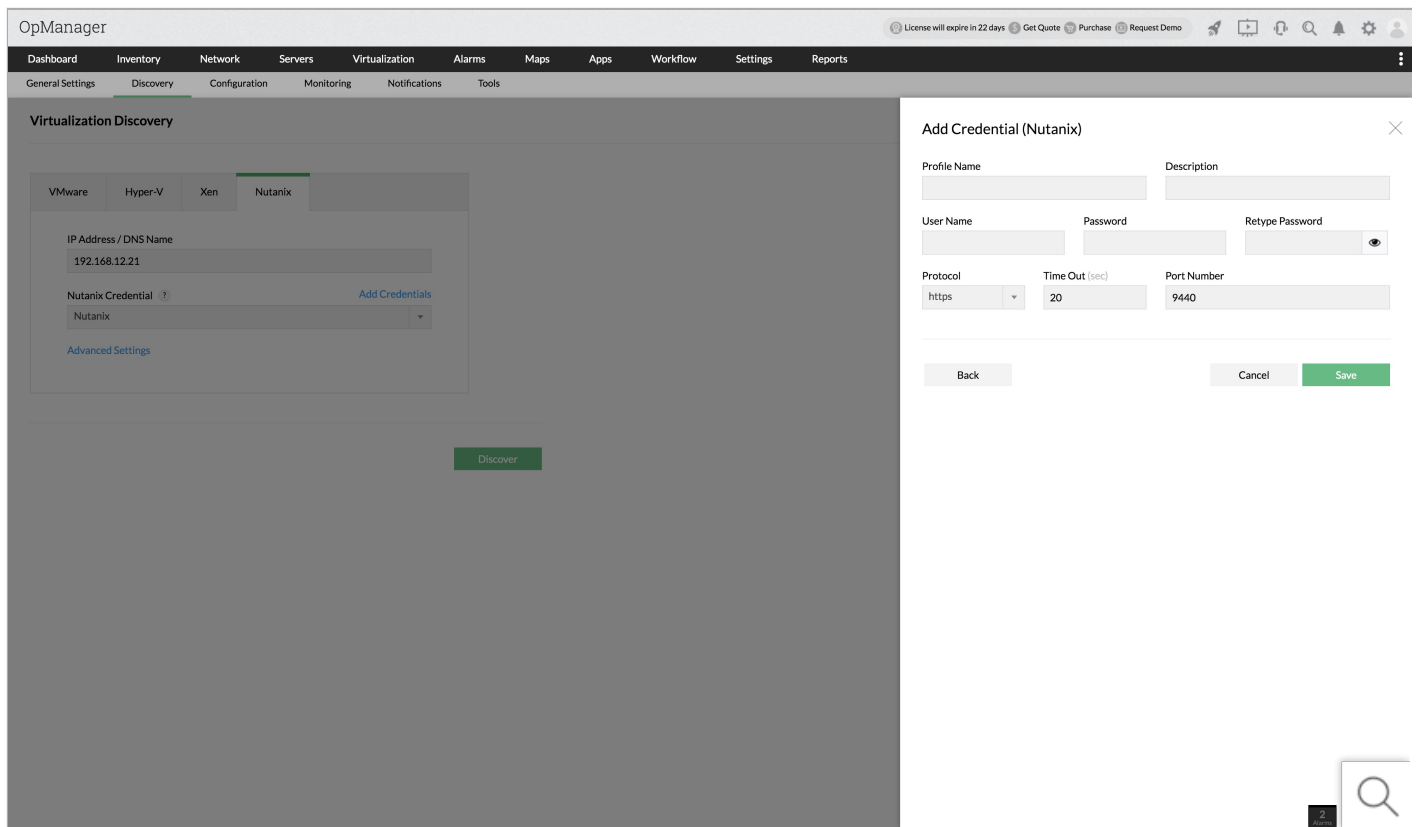 OpManager
License will expire in 22 days Get Quote Purchase Request Demo
Dashboard Inventory Network Servers Virtualization Alarms Maps Apps Workflow Settings Reports
General Settings Discovery Configuration Monitoring Notifications Tools
Virtualization Discovery
VMware Hyper-V Xen Nutanix
IP Address / DNS Name
192.168.12.21
Nutanix Credential ? Add Credentials
Nutanix
Advanced Settings
Discover
Add Credential (Nutanix)
Profile Name Description
User Name Password Retype Password
Protocol Time Out (sec) Port Number
https 20 9440
Back Cancel Save
2
Alarms